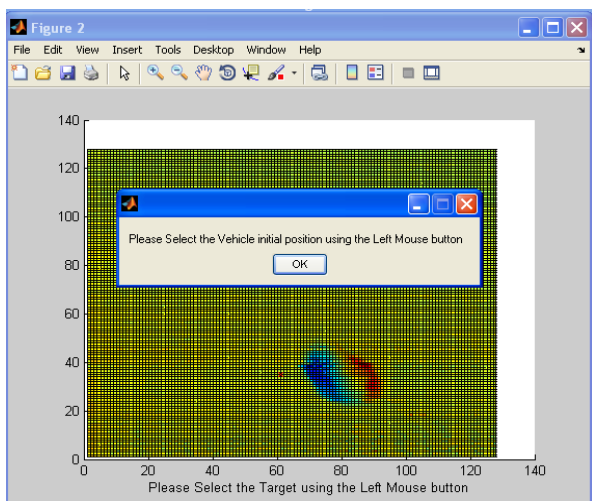 Figure 2
File Edit View Insert Tools Desktop Window Help
140
120
Please Select the Vehicle initial position using the Left Mouse button
OK
100
80
60
40
20
0
0 20 40 60 80 100 120 140
Please Select the Target using the Left Mouse button